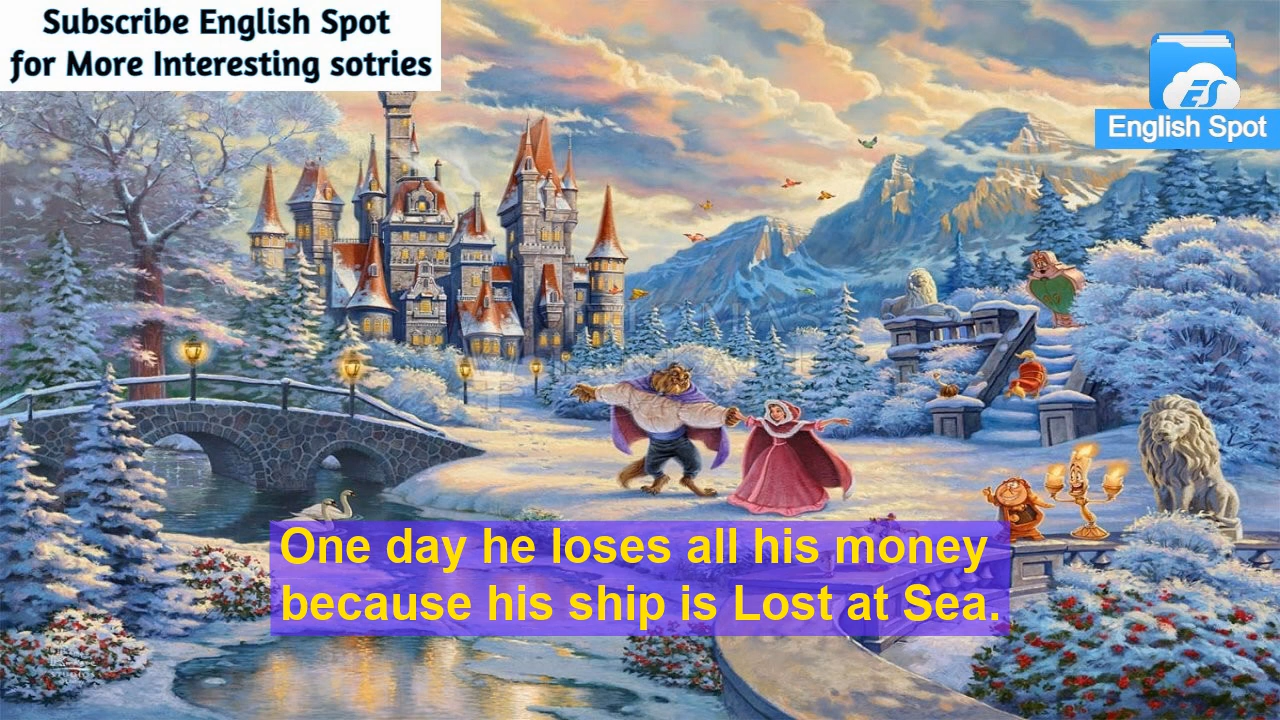 Subscribe English Spot
for More Interesting sotries
ES
English Spot
One day he loses all his money
because his ship is Lost at Sea.